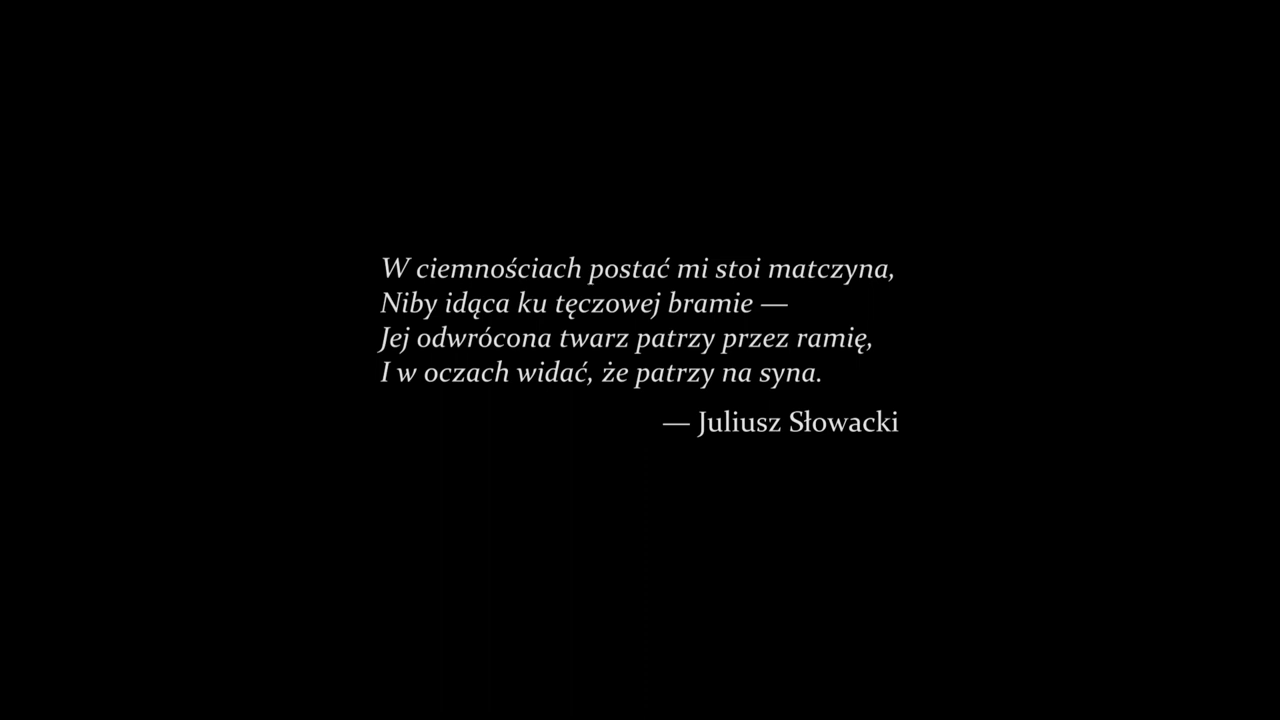 W ciemnościach postać mi stoi matczyna,
Niby idąca ku tęczowej bramie —
Jej odwrócona twarz patrzy przez ramię,
I w oczach widać, że patrzy na syna.
— Juliusz Słowacki